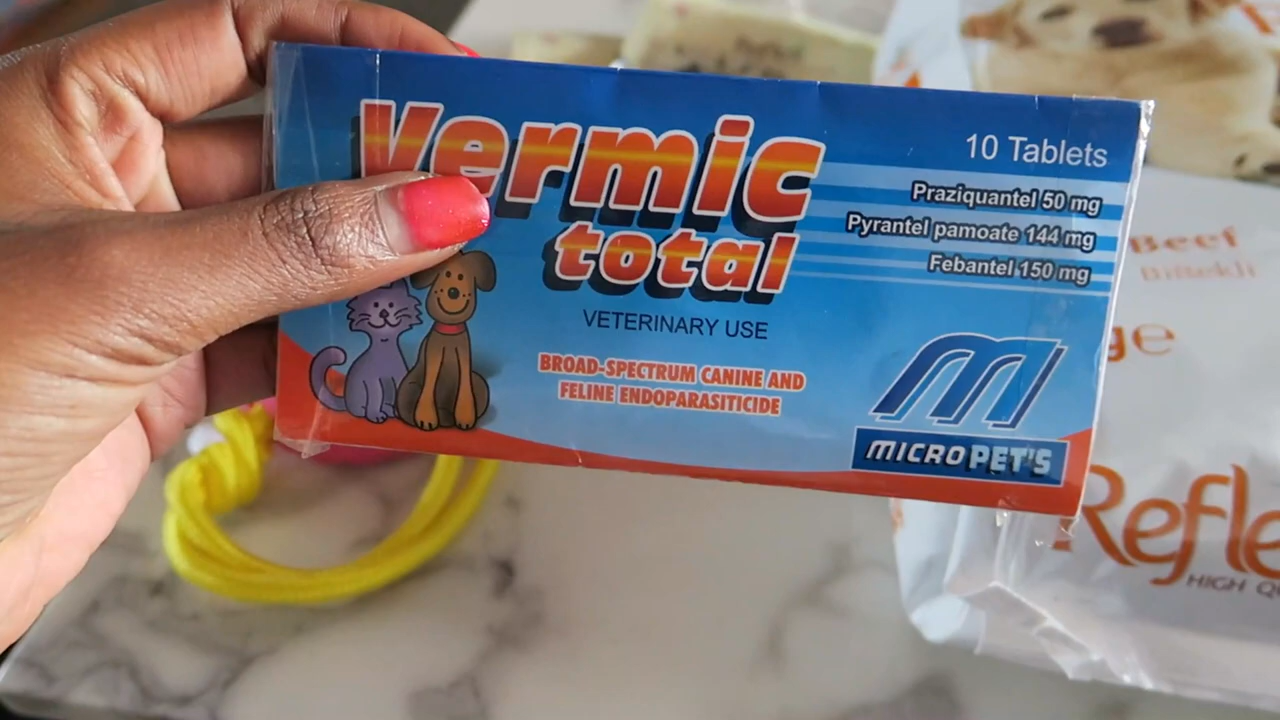 Vermic
total
VETERINARY USE
BROAD-SPECTRUM CANINE AND
FELINE ENDOPARASITICIDE
10 Tablets
Praziquantel 50 mg
Pyrantel pamoate 144 mg
Febantel 150 mg
MICROPET'S
Beef
Refle
HIGH